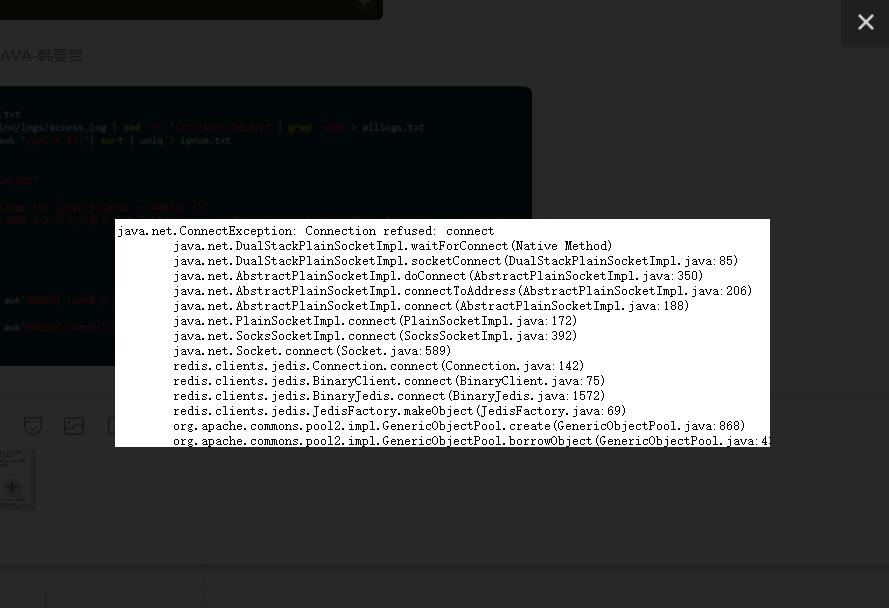 AVA-韩要贺
.txt
inx/logs/access.log | sed | grep > alllogs.txt
awk '{print $1}'| sort | uniq > ipnum.txt
java.net.ConnectException: Connection refused: connect
java.net.DualStackPlainSocketImpl.waitForConnect(Native Method)
java.net.DualStackPlainSocketImpl.socketConnect(DualStackPlainSocketImpl.java:85)
java.net.AbstractPlainSocketImpl.doConnect(AbstractPlainSocketImpl.java:350)
java.net.AbstractPlainSocketImpl.connectToAddress(AbstractPlainSocketImpl.java:206)
java.net.AbstractPlainSocketImpl.connect(AbstractPlainSocketImpl.java:188)
java.net.PlainSocketImpl.connect(PlainSocketImpl.java:172)
java.net.SocksSocketImpl.connect(SocksSocketImpl.java:392)
java.net.Socket.connect(Socket.java:589)
redis.clients.jedis.Connection.connect(Connection.java:142)
redis.clients.jedis.BinaryClient.connect(BinaryClient.java:75)
redis.clients.jedis.BinaryJedis.connect(BinaryJedis.java:1572)
redis.clients.jedis.JedisFactory.makeObject(JedisFactory.java:69)
org.apache.commons.pool2.impl.GenericObjectPool.create(GenericObjectPool.java:868)
org.apache.commons.pool2.impl.GenericObjectPool.borrowObject(GenericObjectPool.java:4